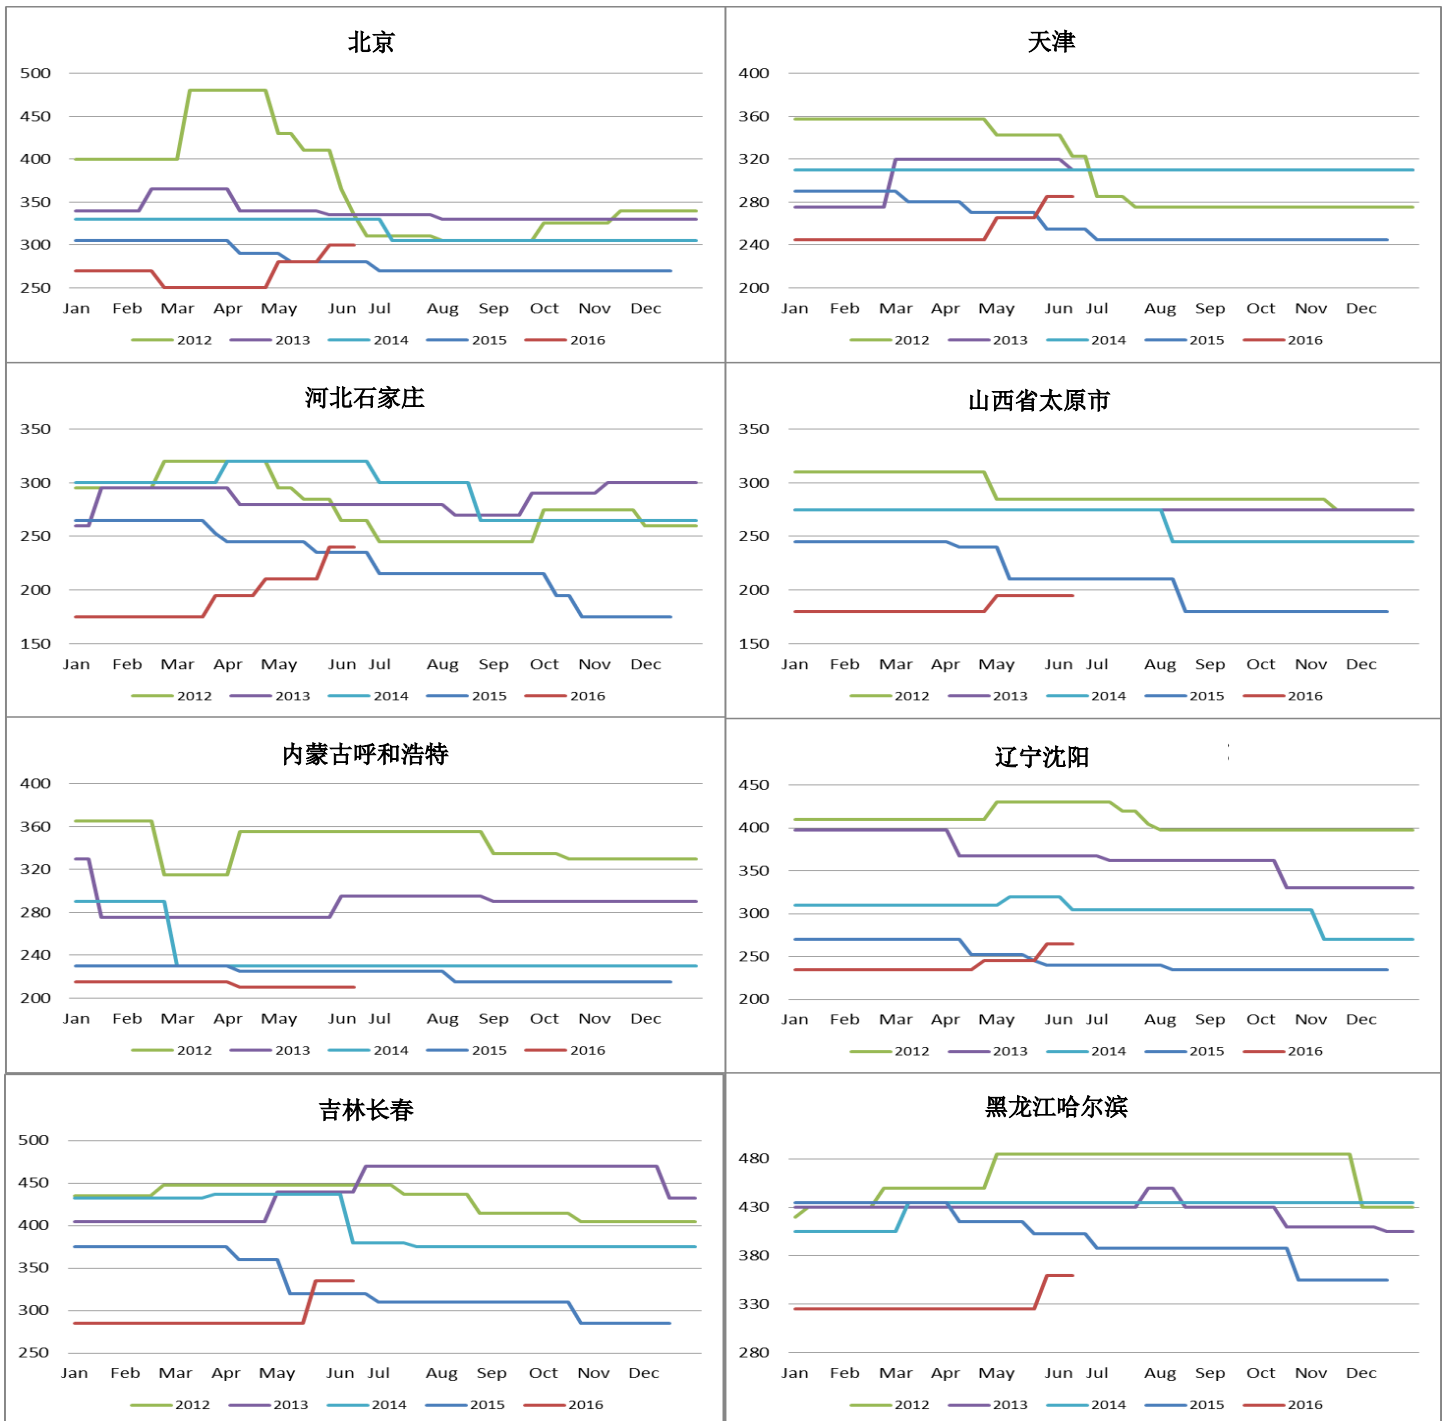 北京
500
450
400
350
300
250
Jan Feb Mar Apr May Jun Jul Aug Sep Oct Nov Dec
2012 2013 2014 2015 2016
天津
400
360
320
280
240
200
Jan Feb Mar Apr May Jun Jul Aug Sep Oct Nov Dec
2012 2013 2014 2015 2016
河北石家庄
350
300
250
200
150
Jan Feb Mar Apr May Jun Jul Aug Sep Oct Nov Dec
2012 2013 2014 2015 2016
山西省太原市
350
300
250
200
150
Jan Feb Mar Apr May Jun Jul Aug Sep Oct Nov Dec
2012 2013 2014 2015 2016
内蒙古呼和浩特
400
360
320
280
240
200
Jan Feb Mar Apr May Jun Jul Aug Sep Oct Nov Dec
2012 2013 2014 2015 2016
辽宁沈阳
450
400
350
300
250
200
Jan Feb Mar Apr May Jun Jul Aug Sep Oct Nov Dec
2012 2013 2014 2015 2016
吉林长春
500
450
400
350
300
250
Jan Feb Mar Apr May Jun Jul Aug Sep Oct Nov Dec
2012 2013 2014 2015 2016
黑龙江哈尔滨
480
430
380
330
280
Jan Feb Mar Apr May Jun Jul Aug Sep Oct Nov Dec
2012 2013 2014 2015 2016